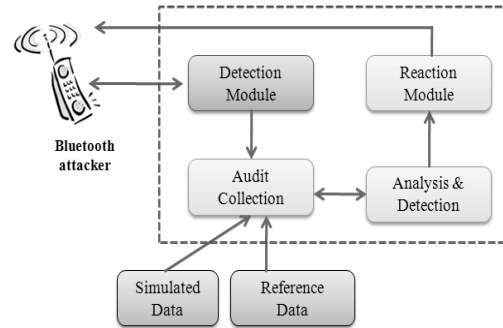 Detection
Module
Reaction
Module
Bluetooth
attacker
Audit
Collection
Analysis &
Detection
Simulated
Data
Reference
Data